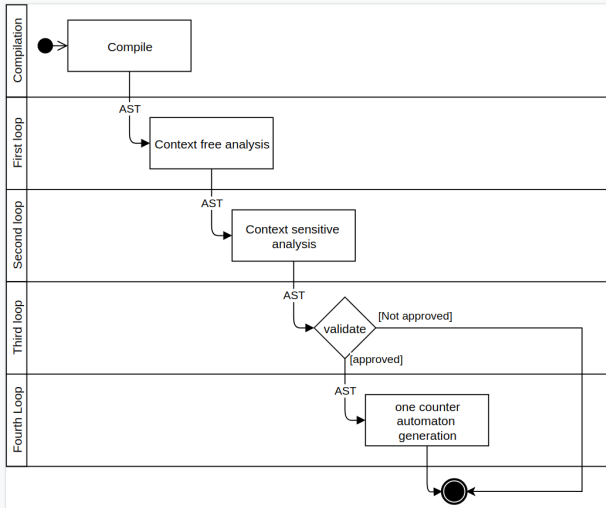 Compilation
Compile
AST
First loop
Context free analysis
AST
Second loop
Context sensitive
analysis
AST
Third loop
validate
[Not approved]
[approved]
AST
Fourth Loop
one counter
automaton
generation